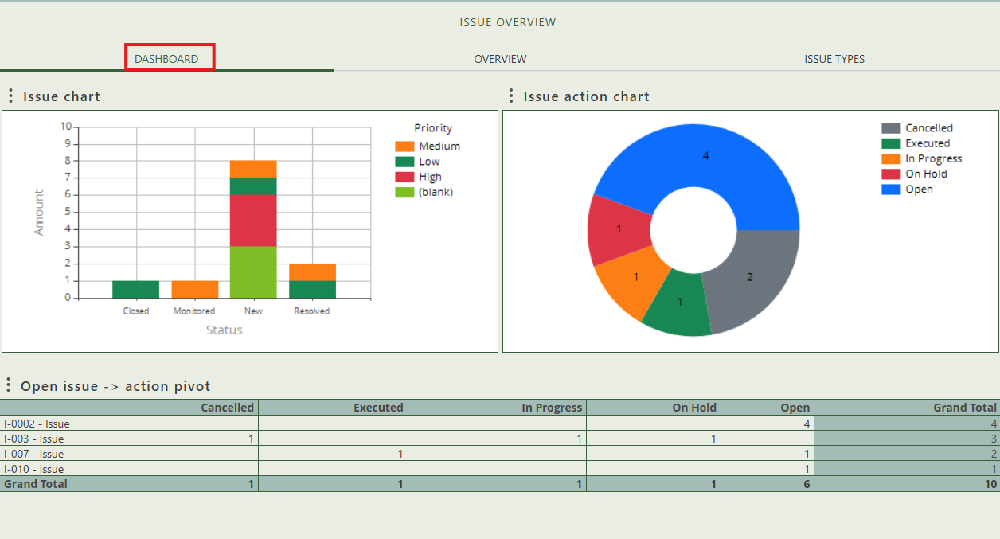 ISSUE OVERVIEW
DASHBOARD OVERVIEW ISSUE TYPES
Issue chart
10
9
8
7
6
5
4
3
2
1
0
Amount
Closed Monitored New Resolved
Status
Priority
Medium
Low
High
(blank)
Issue action chart
4
1
1
1
2
Cancelled
Executed
In Progress
On Hold
Open
Open issue -> action pivot
Cancelled Executed In Progress On Hold Open Grand Total
I-0002 - Issue 4 4
I-003 - Issue 1 1 1 3
I-007 - Issue 1 1 2
I-010 - Issue 1 1
Grand Total 1 1 1 1 6 10